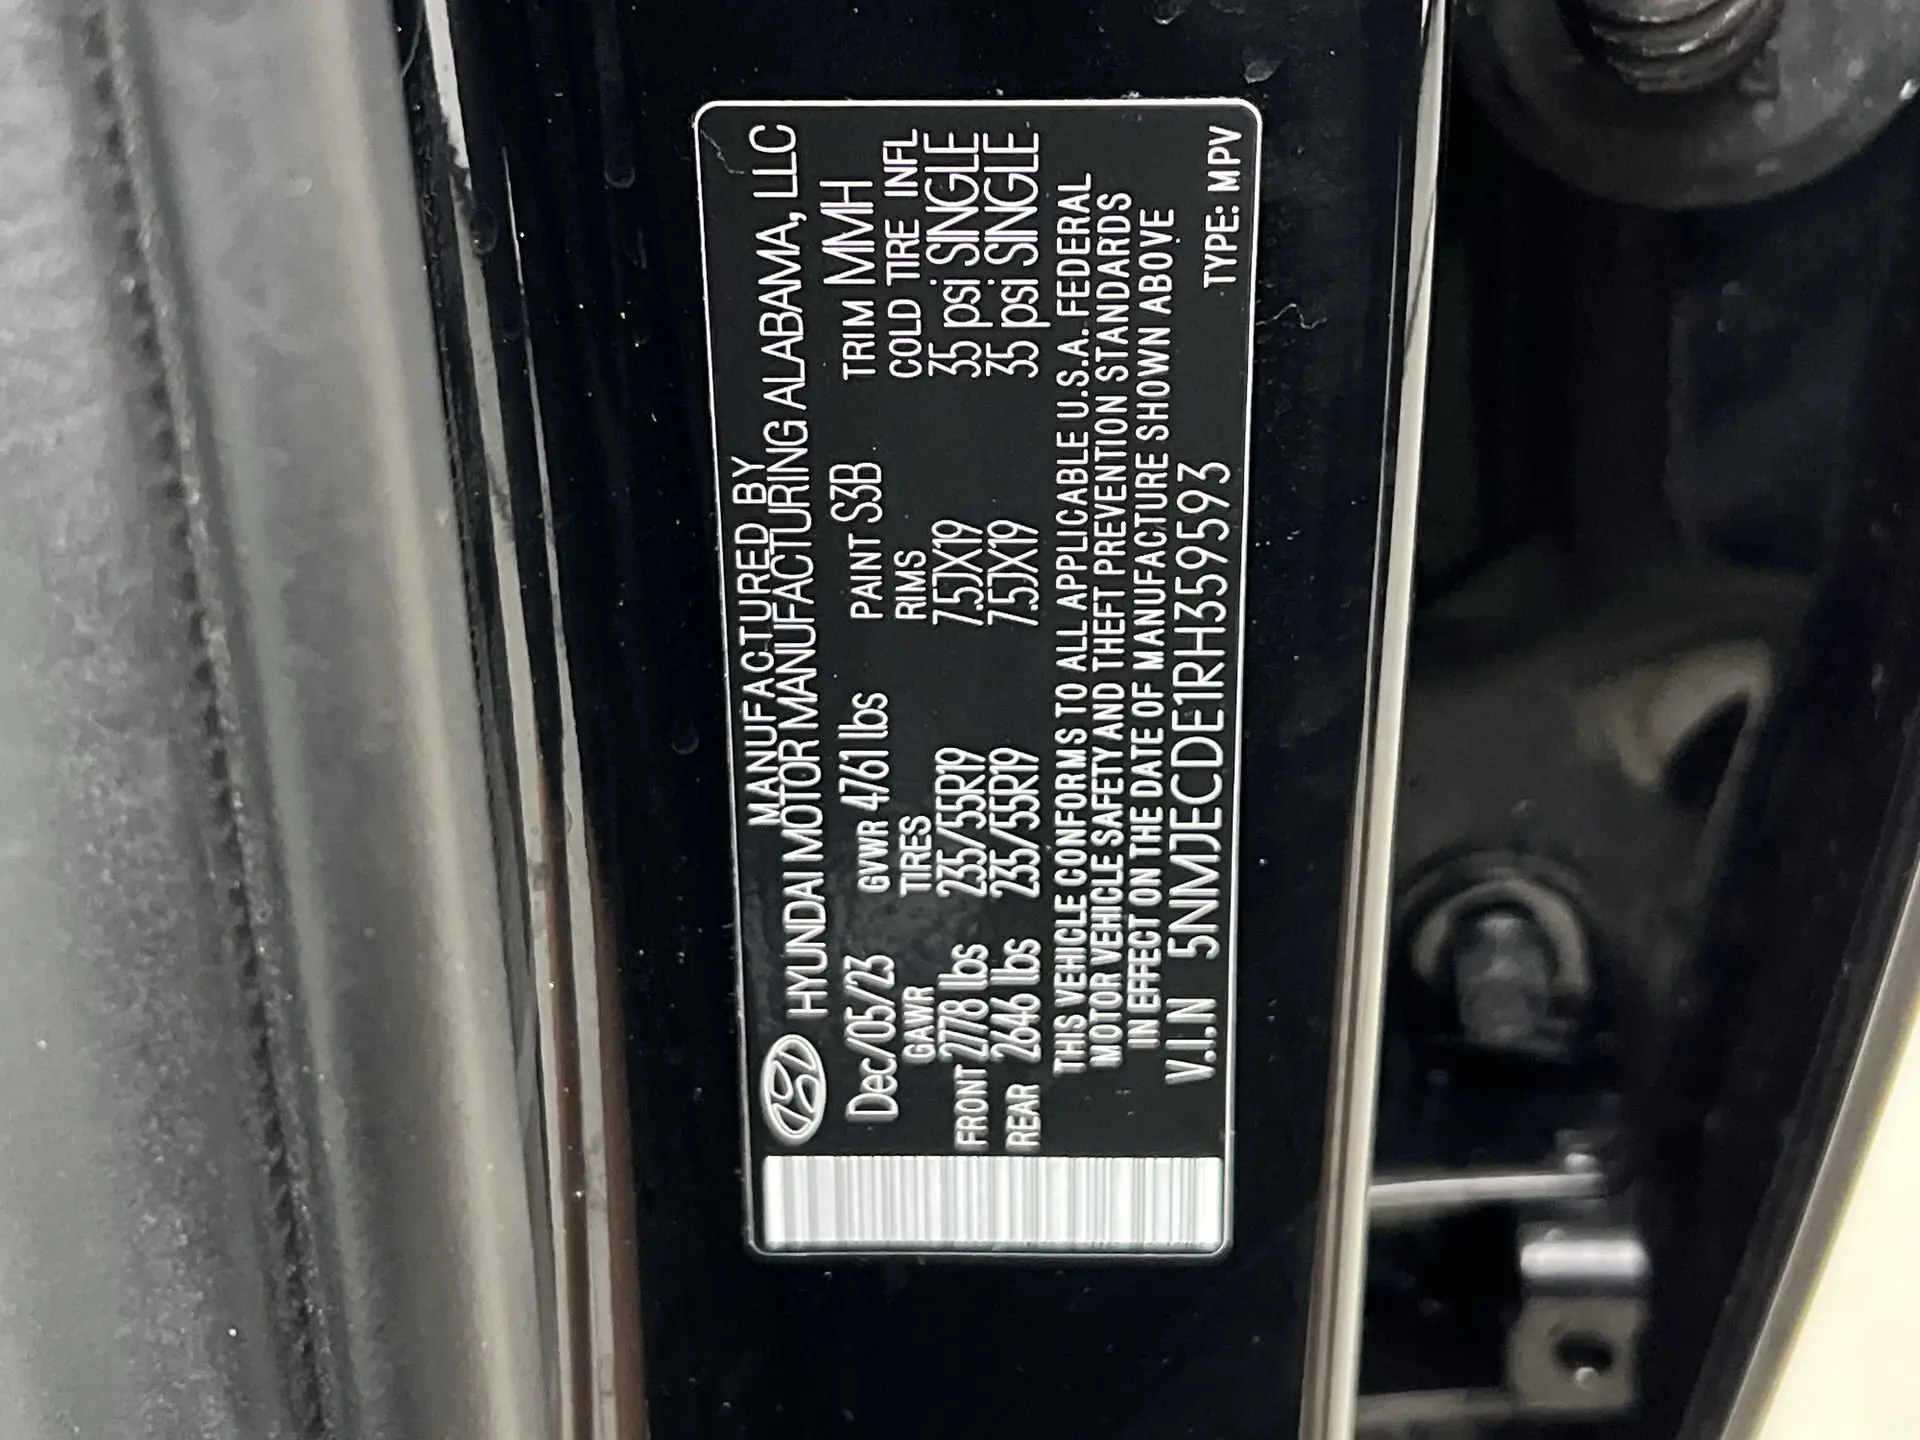 MANUFACTURED BY
HYUNDAI MOTOR MANUFACTURING ALABAMA, LLC
Dec/05/23 GVWR 4761 lbs PAINT S3B TRIM MMH
GAWR TIRES RIMS COLD TIRE INFL
FRONT 2778 lbs 235/55R19 7.5JX19 35 psi SINGLE
REAR 2646 lbs 235/55R19 7.5JX19 35 psi SINGLE
THIS VEHICLE CONFORMS TO ALL APPLICABLE U.S.A. FEDERAL
MOTOR VEHICLE SAFETY AND THEFT PREVENTION STANDARDS
IN EFFECT ON THE DATE OF MANUFACTURE SHOWN ABOVE
V.I.N 5NMJECDE1RH359593 TYPE: MPV